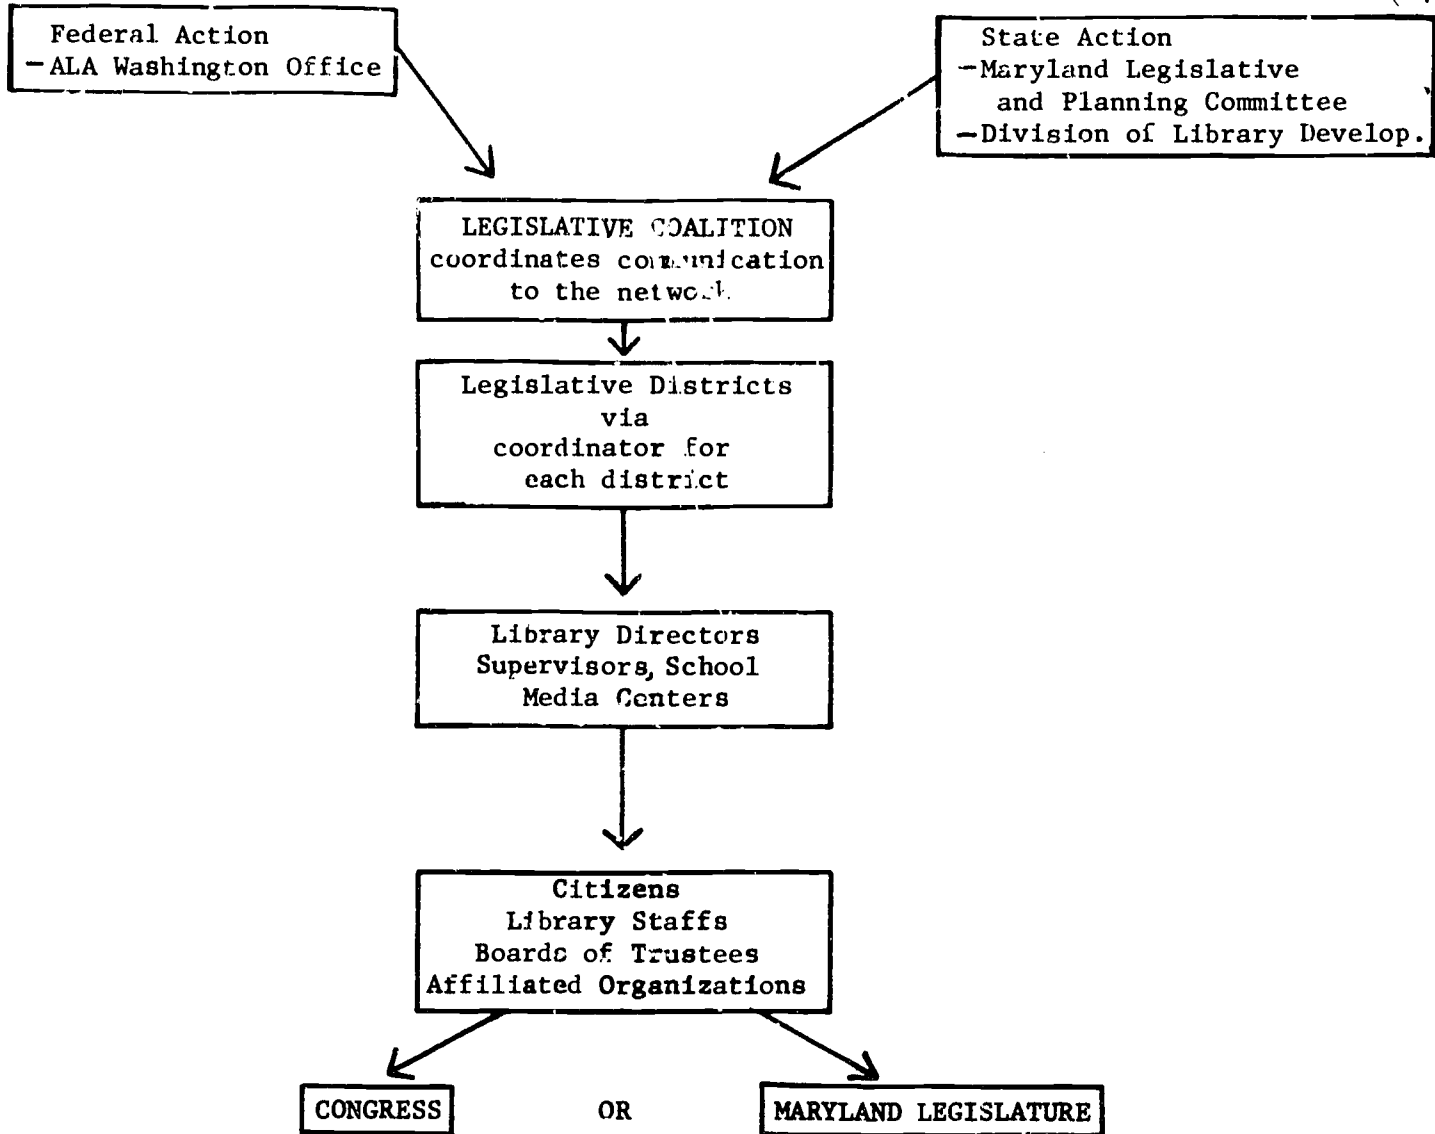 Federal Action
-ALA Washington Office
State Action
-Maryland Legislative
and Planning Committee
-Division of Library Develop.
LEGISLATIVE COALITION
coordinates communication
to the network
Legislative Districts
via
coordinator for
each district
Library Directors
Supervisors, School
Media Centers
Citizens
Library Staffs
Boards of Trustees
Affiliated Organizations
CONGRESS OR MARYLAND LEGISLATURE